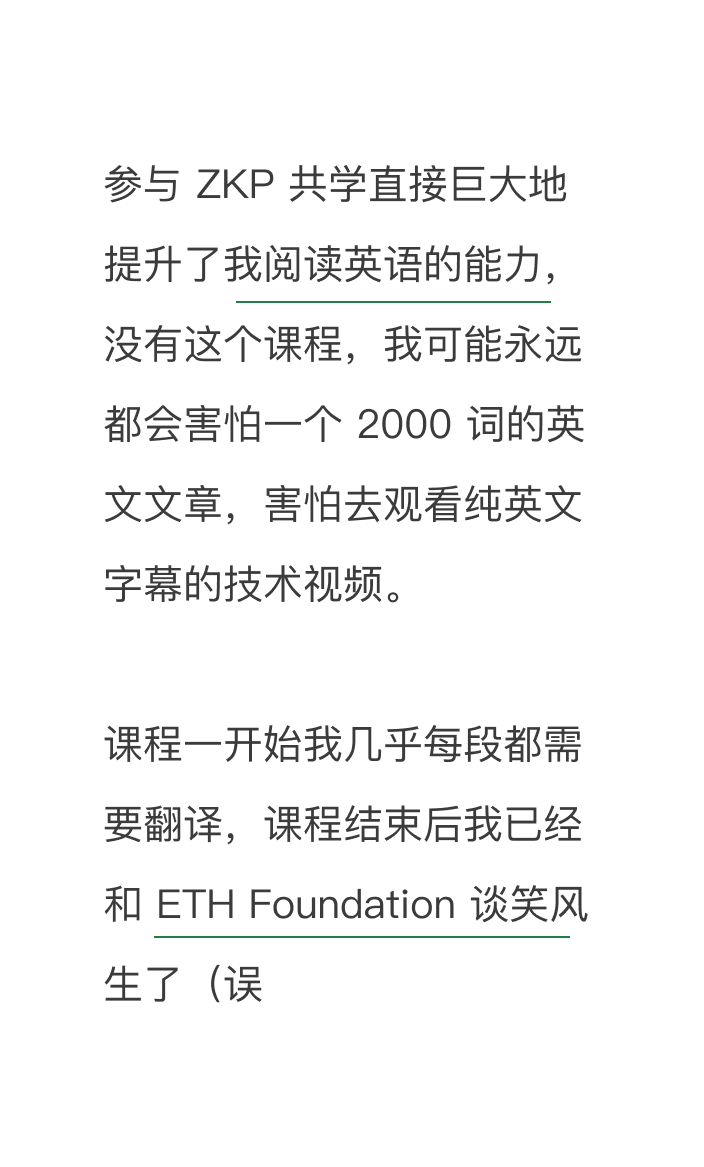 参与 ZKP 共学直接巨大地
提升了我阅读英语的能力，
没有这个课程，我可能永远
都会害怕一个 2000 词的英
文文章，害怕去观看纯英文
字幕的技术视频。
课程一开始我几乎每段都需
要翻译，课程结束后我已经
和 ETH Foundation 谈笑风
生了（误